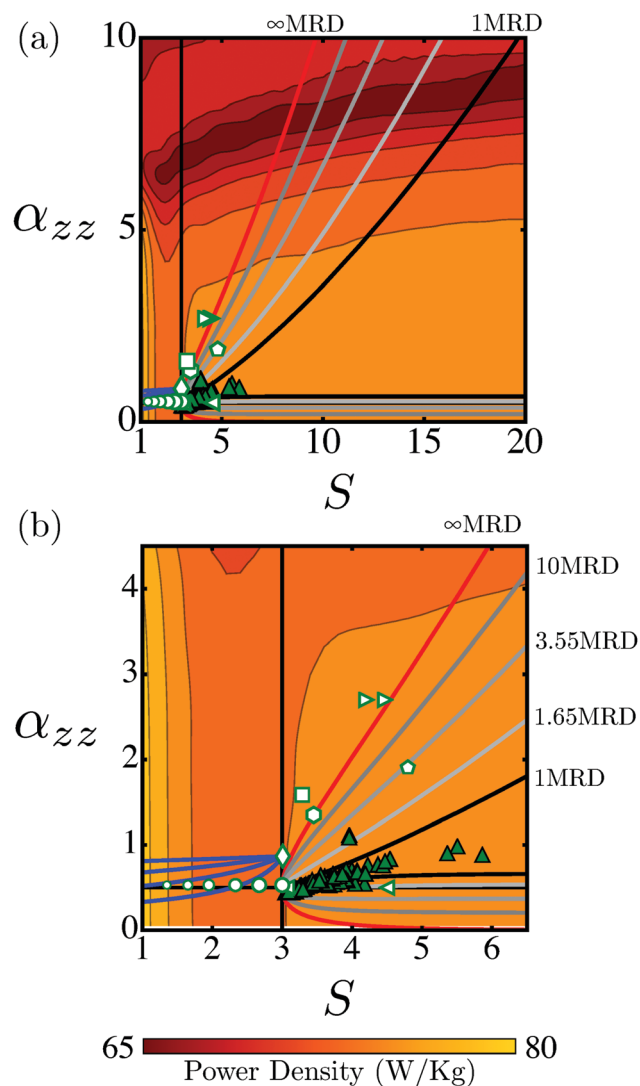 (a)
∞MRD 1MRD
10
5
0
α_zz
1 5 10 15 20
S
(b)
∞MRD
10MRD
3.55MRD
1.65MRD
1MRD
4
3
2
1
0
α_zz
1 2 3 4 5 6
S
65 80
Power Density (W/Kg)